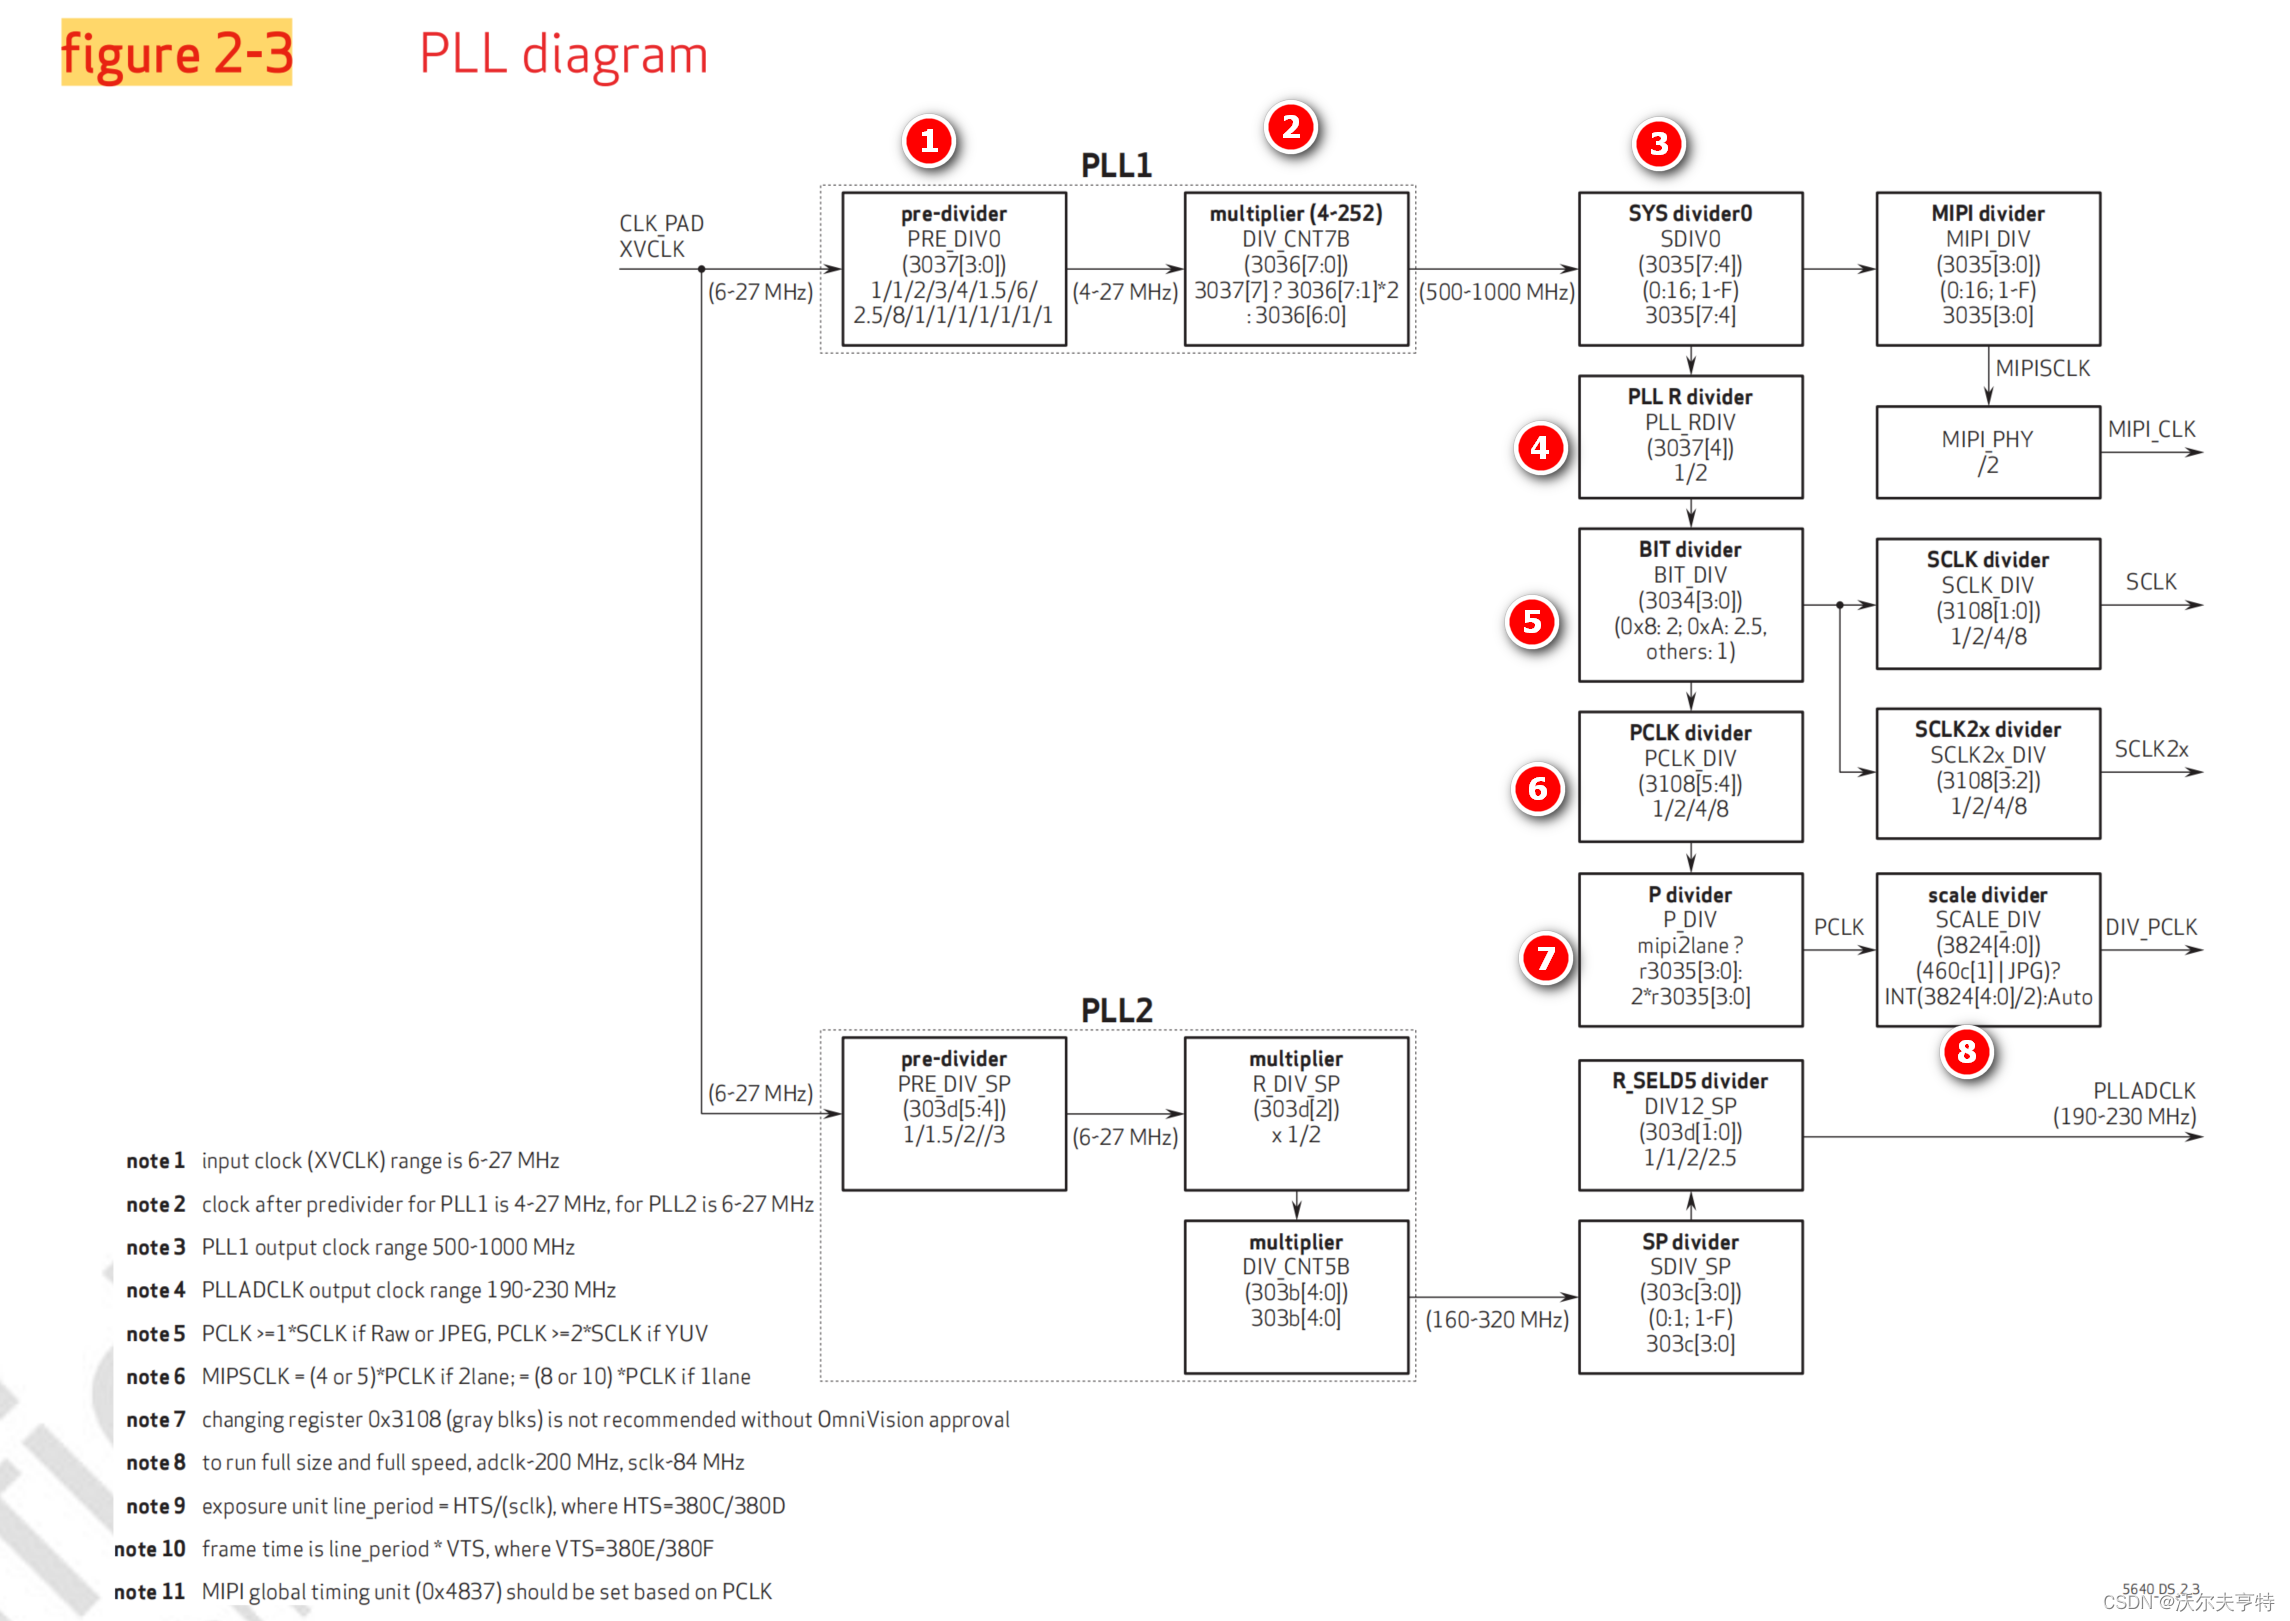 figure 2-3 PLL diagram
1
2
3
PLL1
CLK_PAD
XVCLK
(6-27 MHz)
pre-divider
PRE_DIV0
(3037[3:0])
1/1/2/3/4/1.5/6/
2.5/8/1/1/1/1/1/1/1
(4-27 MHz)
multiplier (4-252)
DIV_CNT7B
(3036[7:0])
3037[7] ? 3036[7:1]*2
: 3036[6:0]
(500-1000 MHz)
SYS divider0
SDIV0
(3035[7:4])
(0:16; 1-F)
3035[7:4]
MIPI divider
MIPI_DIV
(3035[3:0])
(0:16; 1-F)
3035[3:0]
MIPISCLK
4
PLL R divider
PLL_RDIV
(3037[4])
1/2
MIPI_PHY
/2
MIPI_CLK
5
BIT divider
BIT_DIV
(3034[3:0])
(0x8: 2; 0xA: 2.5,
others: 1)
SCLK divider
SCLK_DIV
(3108[1:0])
1/2/4/8
SCLK
6
PCLK divider
PCLK_DIV
(3108[5:4])
1/2/4/8
SCLK2x divider
SCLK2x_DIV
(3108[3:2])
1/2/4/8
SCLK2x
7
P divider
P_DIV
mipi2lane ?
r3035[3:0]:
2*r3035[3:0]
PCLK
scale divider
SCALE_DIV
(3824[4:0])
(460c[1] | JPG)?
INT(3824[4:0]/2):Auto
DIV_PCLK
8
PLL2
(6-27 MHz)
pre-divider
PRE_DIV_SP
(303d[5:4])
1/1.5/2//3
(6-27 MHz)
multiplier
R_DIV_SP
(303d[2])
x 1/2
multiplier
DIV_CNT5B
(303b[4:0])
303b[4:0]
(160-320 MHz)
R_SELD5 divider
DIV12_SP
(303d[1:0])
1/1/2/2.5
PLLADCLK
(190-230 MHz)
SP divider
SDIV_SP
(303c[3:0])
(0:1; 1-F)
303c[3:0]
note 1 input clock (XVCLK) range is 6-27 MHz
note 2 clock after predivider for PLL1 is 4-27 MHz, for PLL2 is 6-27 MHz
note 3 PLL1 output clock range 500-1000 MHz
note 4 PLLADCLK output clock range 190-230 MHz
note 5 PCLK >=1*SCLK if Raw or JPEG, PCLK >=2*SCLK if YUV
note 6 MIPSCLK = (4 or 5)*PCLK if 2lane; = (8 or 10) *PCLK if 1lane
note 7 changing register 0x3108 (gray blks) is not recommended without OmniVision approval
note 8 to run full size and full speed, adclk~200 MHz, sclk~84 MHz
note 9 exposure unit line_period = HTS/(sclk), where HTS=380C/380D
note 10 frame time is line_period * VTS, where VTS=380E/380F
note 11 MIPI global timing unit (0x4837) should be set based on PCLK
5640_DS_2_3
CSDN @沃尔夫亨特